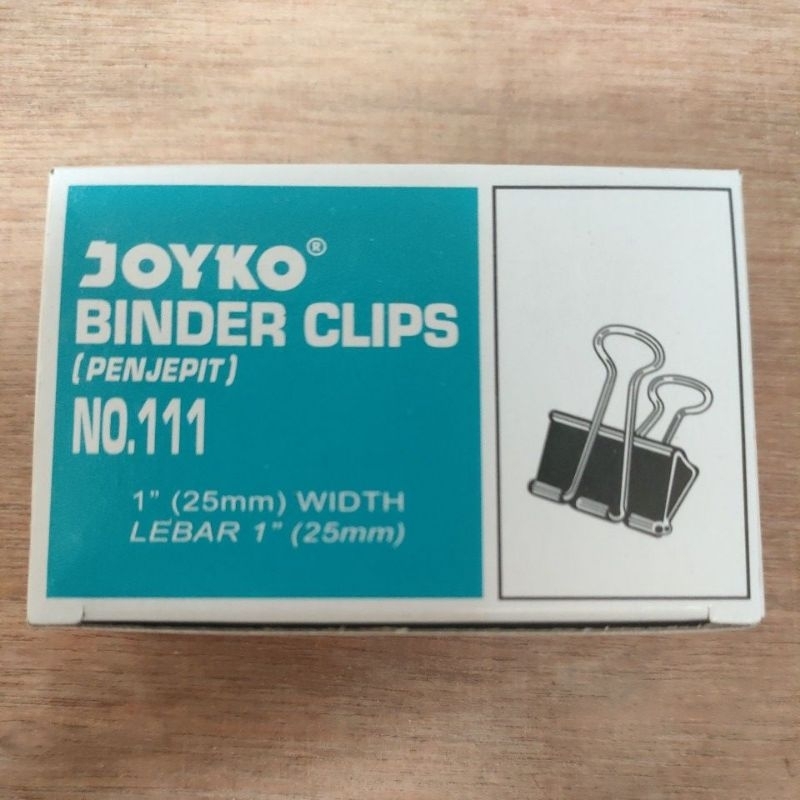 JOYKO®
BINDER CLIPS
(PENJEPIT)
NO.111
1" (25mm) WIDTH
LEBAR 1" (25mm)